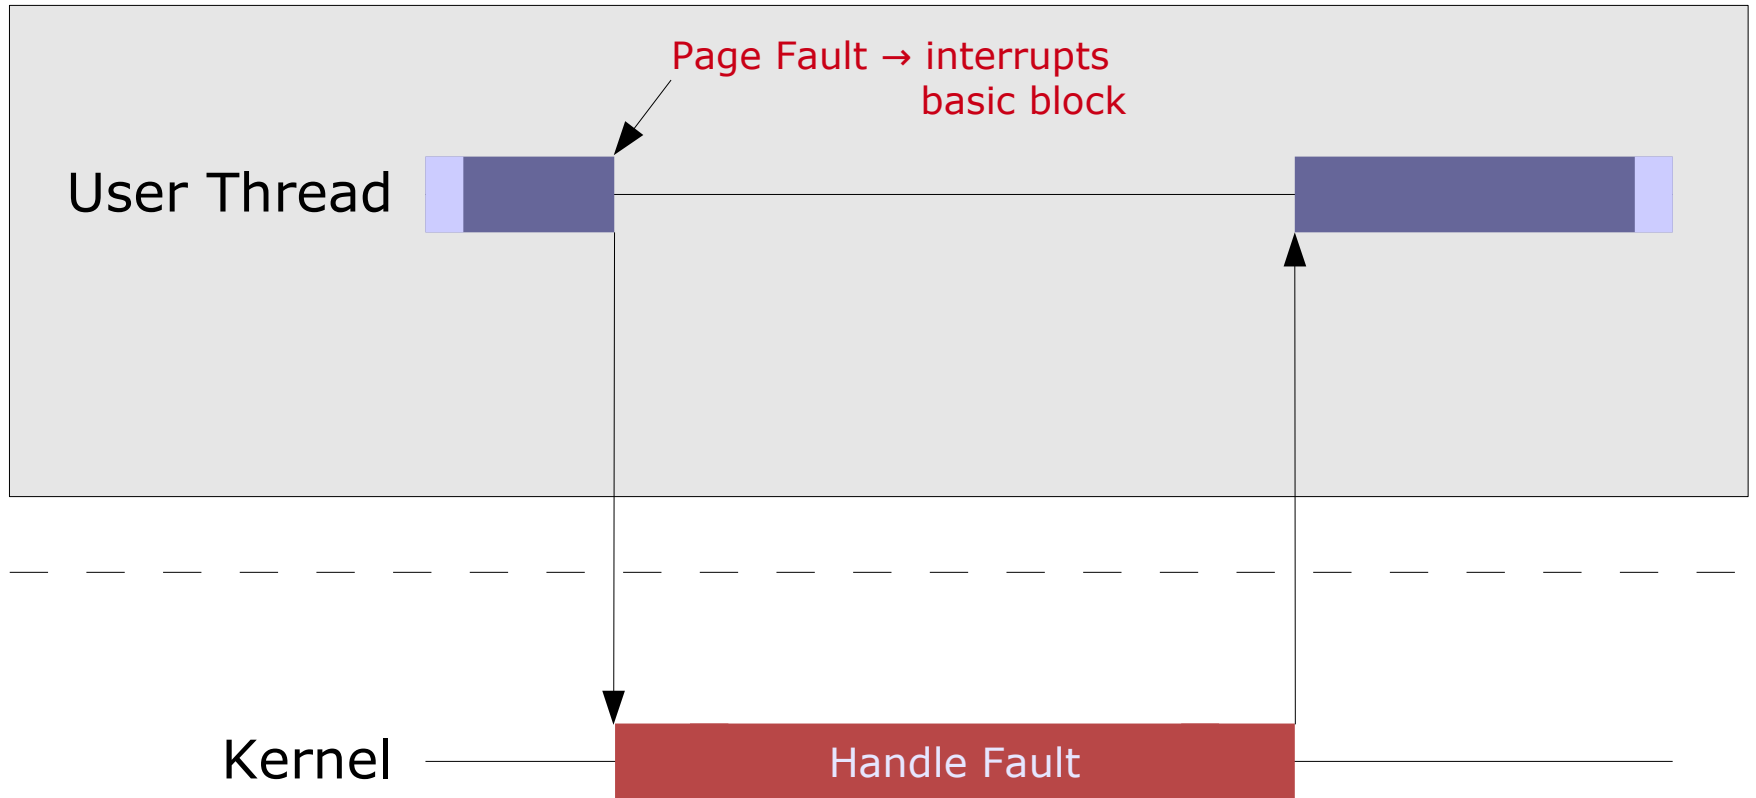 Page Fault → interrupts
basic block
User Thread
Kernel
Handle Fault